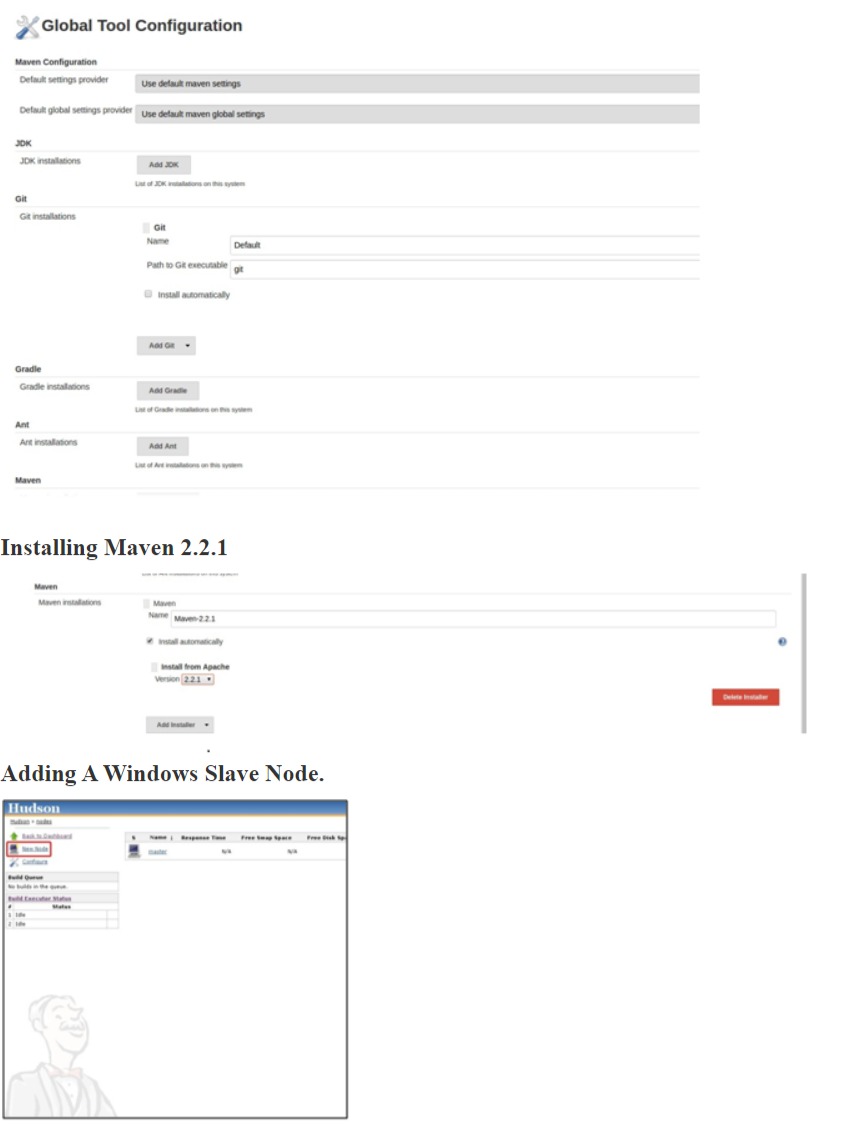 Global Tool Configuration
Maven Configuration
Default settings provider
Use default maven settings
Default global settings provider
Use default maven global settings
JDK
JDK installations
Add JDK
List of JDK installations on this system
Git
Git installations
Git
Name
Default
Path to Git executable
git
Install automatically
Add Git
Gradle
Gradle installations
Add Gradle
List of Gradle installations on this system
Ant
Ant installations
Add Ant
List of Ant installations on this system
Maven
Installing Maven 2.2.1
Maven
Maven installations
Maven
Name
Maven-2.2.1
Install automatically
Install from Apache
Version 2.2.1
Delete Installer
Add Installer
Adding A Windows Slave Node.
Hudson
Hudson » nodes
Back to Dashboard
New Node
Configure
S Name ↓ Response Time Free Swap Space Free Disk Spa
master N/A N/A
Build Queue
No builds in the queue.
Build Executor Status
# Status
1 Idle
2 Idle